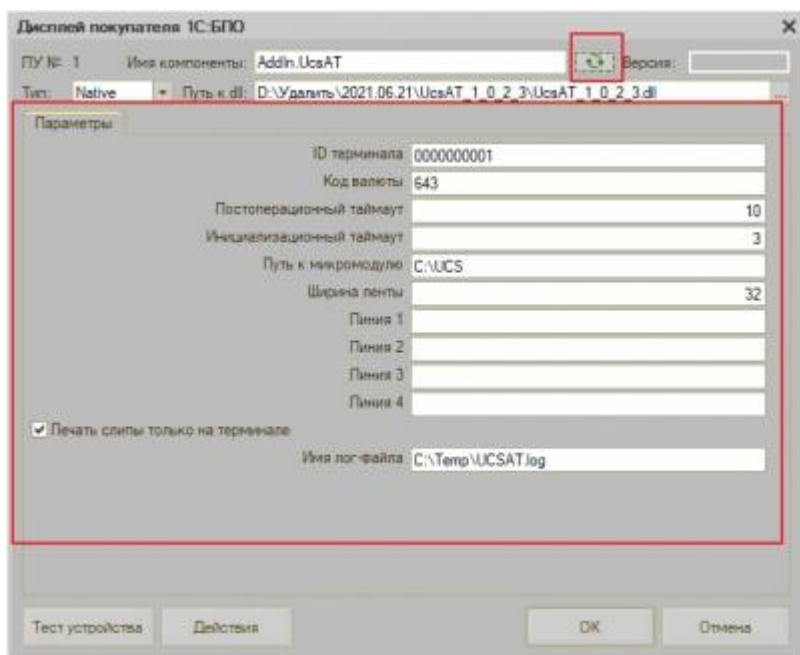 Дисплей покупателя 1С:БПО
ПУ № 1 Имя компоненты: AddIn.UcsAT Версия:
Тип: Native Путь к dll: D:\Удалить\2021.06.21\UcsAT_1_0_2_3\UcsAT_1_0_2_3.dll ...
Параметры
ID терминала 0000000001
Код валюты 643
Постоперационный таймаут 10
Инициализационный таймаут 3
Путь к микромодулю C:\UCS
Ширина ленты 32
Линия 1
Линия 2
Линия 3
Линия 4
Печать слипы только на терминале
Имя лог-файла C:\Temp\UCSAT.log
Тест устройства Действия OK Отмена